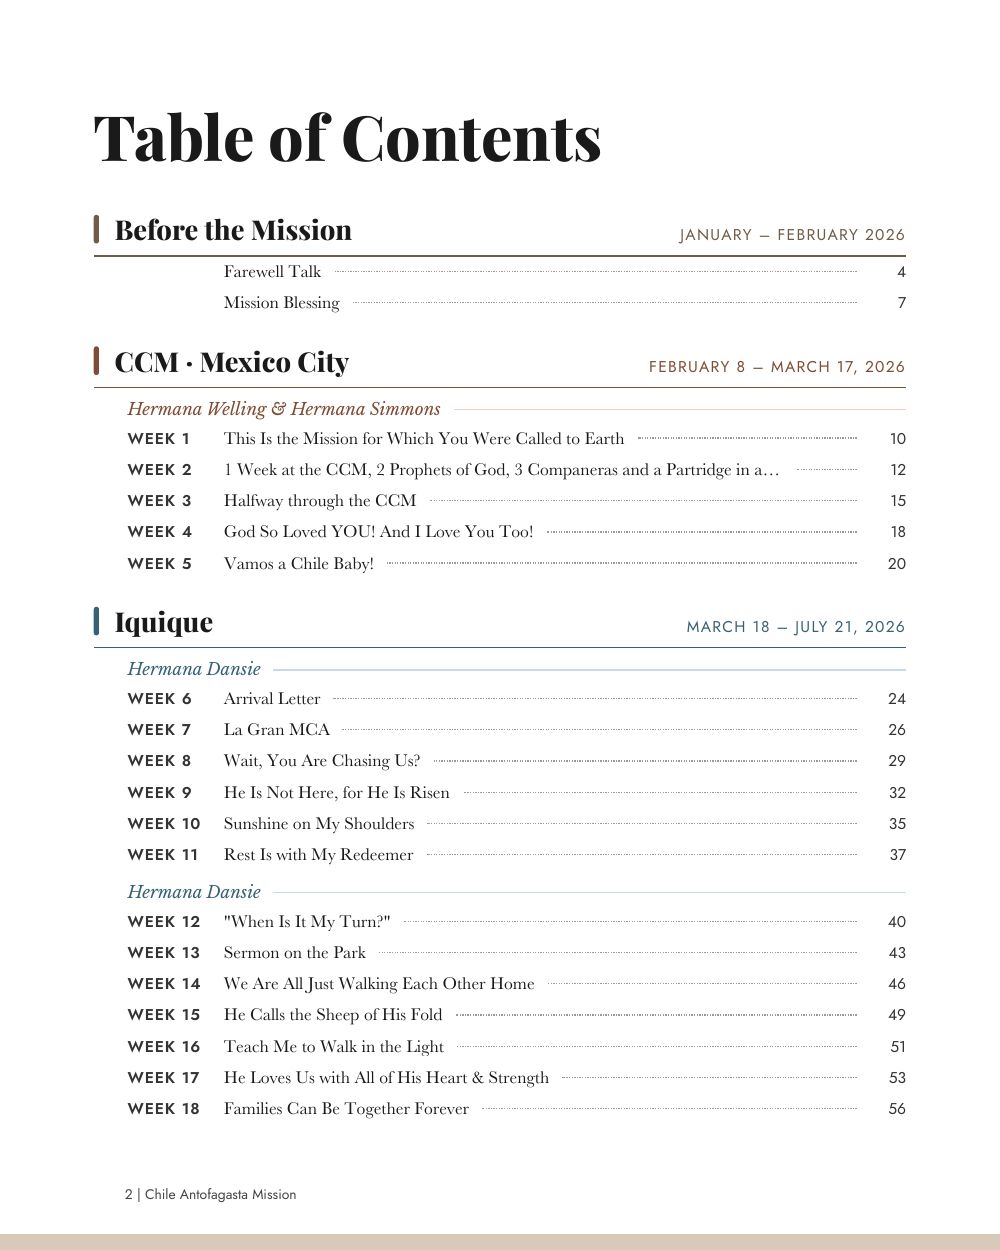 Table of Contents
Before the Mission JANUARY – FEBRUARY 2026
Farewell Talk 4
Mission Blessing 7
CCM · Mexico City FEBRUARY 8 – MARCH 17, 2026
Hermana Welling & Hermana Simmons
WEEK 1 This Is the Mission for Which You Were Called to Earth 10
WEEK 2 1 Week at the CCM, 2 Prophets of God, 3 Companeras and a Partridge in a… 12
WEEK 3 Halfway through the CCM 15
WEEK 4 God So Loved YOU! And I Love You Too! 18
WEEK 5 Vamos a Chile Baby! 20
Iquique MARCH 18 – JULY 21, 2026
Hermana Dansie
WEEK 6 Arrival Letter 24
WEEK 7 La Gran MCA 26
WEEK 8 Wait, You Are Chasing Us? 29
WEEK 9 He Is Not Here, for He Is Risen 32
WEEK 10 Sunshine on My Shoulders 35
WEEK 11 Rest Is with My Redeemer 37
Hermana Dansie
WEEK 12 "When Is It My Turn?" 40
WEEK 13 Sermon on the Park 43
WEEK 14 We Are All Just Walking Each Other Home 46
WEEK 15 He Calls the Sheep of His Fold 49
WEEK 16 Teach Me to Walk in the Light 51
WEEK 17 He Loves Us with All of His Heart & Strength 53
WEEK 18 Families Can Be Together Forever 56
2 | Chile Antofagasta Mission